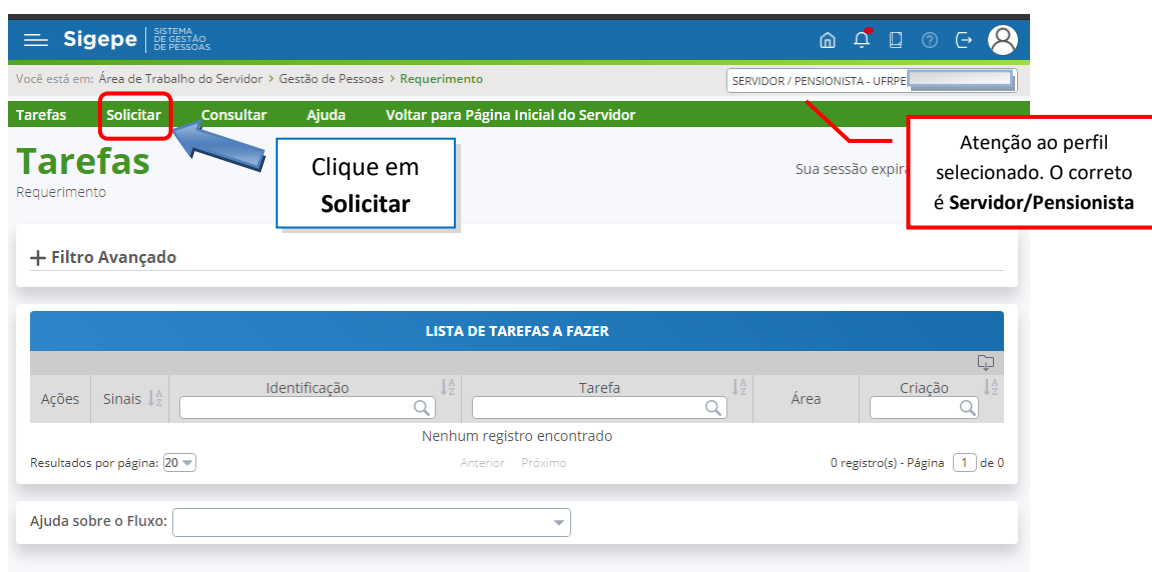 Sigepe
SISTEMA
DE GESTÃO
DE PESSOAS
Você está em: Área de Trabalho do Servidor > Gestão de Pessoas > Requerimento
SERVIDOR / PENSIONISTA - UFRPE
Tarefas Solicitar Consultar Ajuda Voltar para Página Inicial do Servidor
Tarefas
Requerimento
Clique em
Solicitar
Sua sessão expira
Atenção ao perfil
selecionado. O correto
é Servidor/Pensionista
+ Filtro Avançado
LISTA DE TAREFAS A FAZER
Ações Sinais Identificação Tarefa Área Criação
Nenhum registro encontrado
Resultados por página: 20 Anterior Próximo 0 registro(s) - Página 1 de 0
Ajuda sobre o Fluxo: